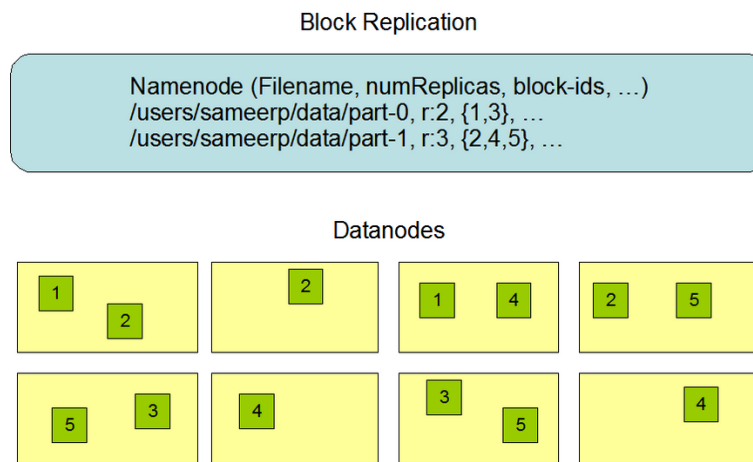 Block Replication
Namenode (Filename, numReplicas, block-ids, …)
/users/sameerp/data/part-0, r:2, {1,3}, …
/users/sameerp/data/part-1, r:3, {2,4,5}, …
Datanodes
1
2
2
1 4
2 5
5 3
4
3
5
4